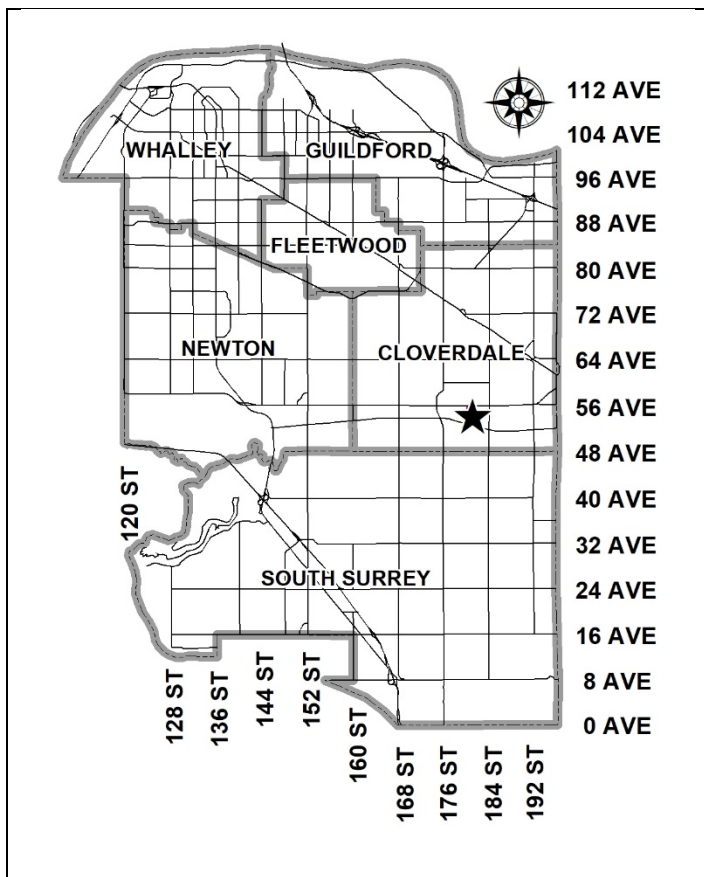 112 AVE
104 AVE
WHALLEY
GUILDFORD
96 AVE
88 AVE
FLEETWOOD
80 AVE
72 AVE
NEWTON
CLOVERDALE
64 AVE
56 AVE
48 AVE
120 ST
40 AVE
32 AVE
SOUTH SURREY
24 AVE
16 AVE
128 ST
136 ST
144 ST
152 ST
8 AVE
160 ST
0 AVE
168 ST
176 ST
184 ST
192 ST